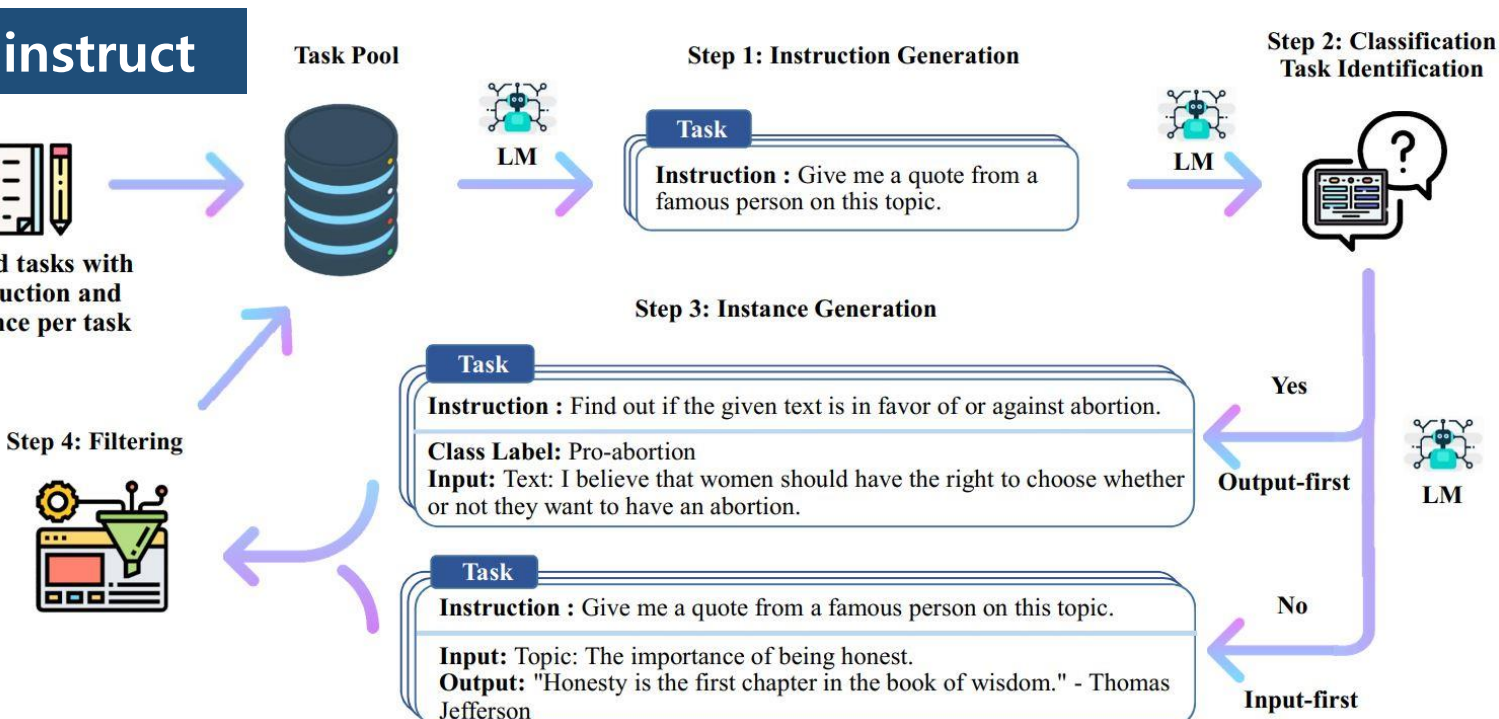 instruct
Task Pool
Step 1: Instruction Generation
Step 2: Classification
Task Identification
LM
Task
Instruction : Give me a quote from a
famous person on this topic.
LM
?
d tasks with
uction and
nce per task
Step 3: Instance Generation
Task
Instruction : Find out if the given text is in favor of or against abortion.
Class Label: Pro-abortion
Input: Text: I believe that women should have the right to choose whether
or not they want to have an abortion.
Yes
Output-first
LM
Step 4: Filtering
Task
Instruction : Give me a quote from a famous person on this topic.
Input: Topic: The importance of being honest.
Output: "Honesty is the first chapter in the book of wisdom." - Thomas
Jefferson
No
Input-first